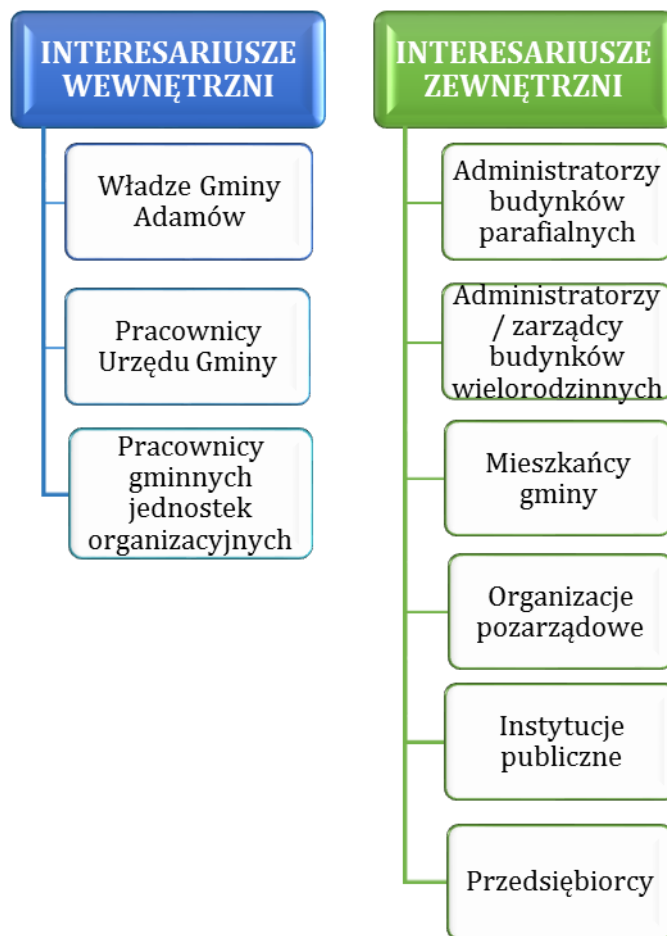 INTERESARIUSZE
WEWNĘTRZNI
Władze Gminy
Adamów
Pracownicy
Urzędu Gminy
Pracownicy
gminnych
jednostek
organizacyjnych
INTERESARIUSZE
ZEWNĘTRZNI
Administratorzy
budynków
parafialnych
Administratorzy
/ zarządcy
budynków
wielorodzinnych
Mieszkańcy
gminy
Organizacje
pozarządowe
Instytucje
publiczne
Przedsiębiorcy